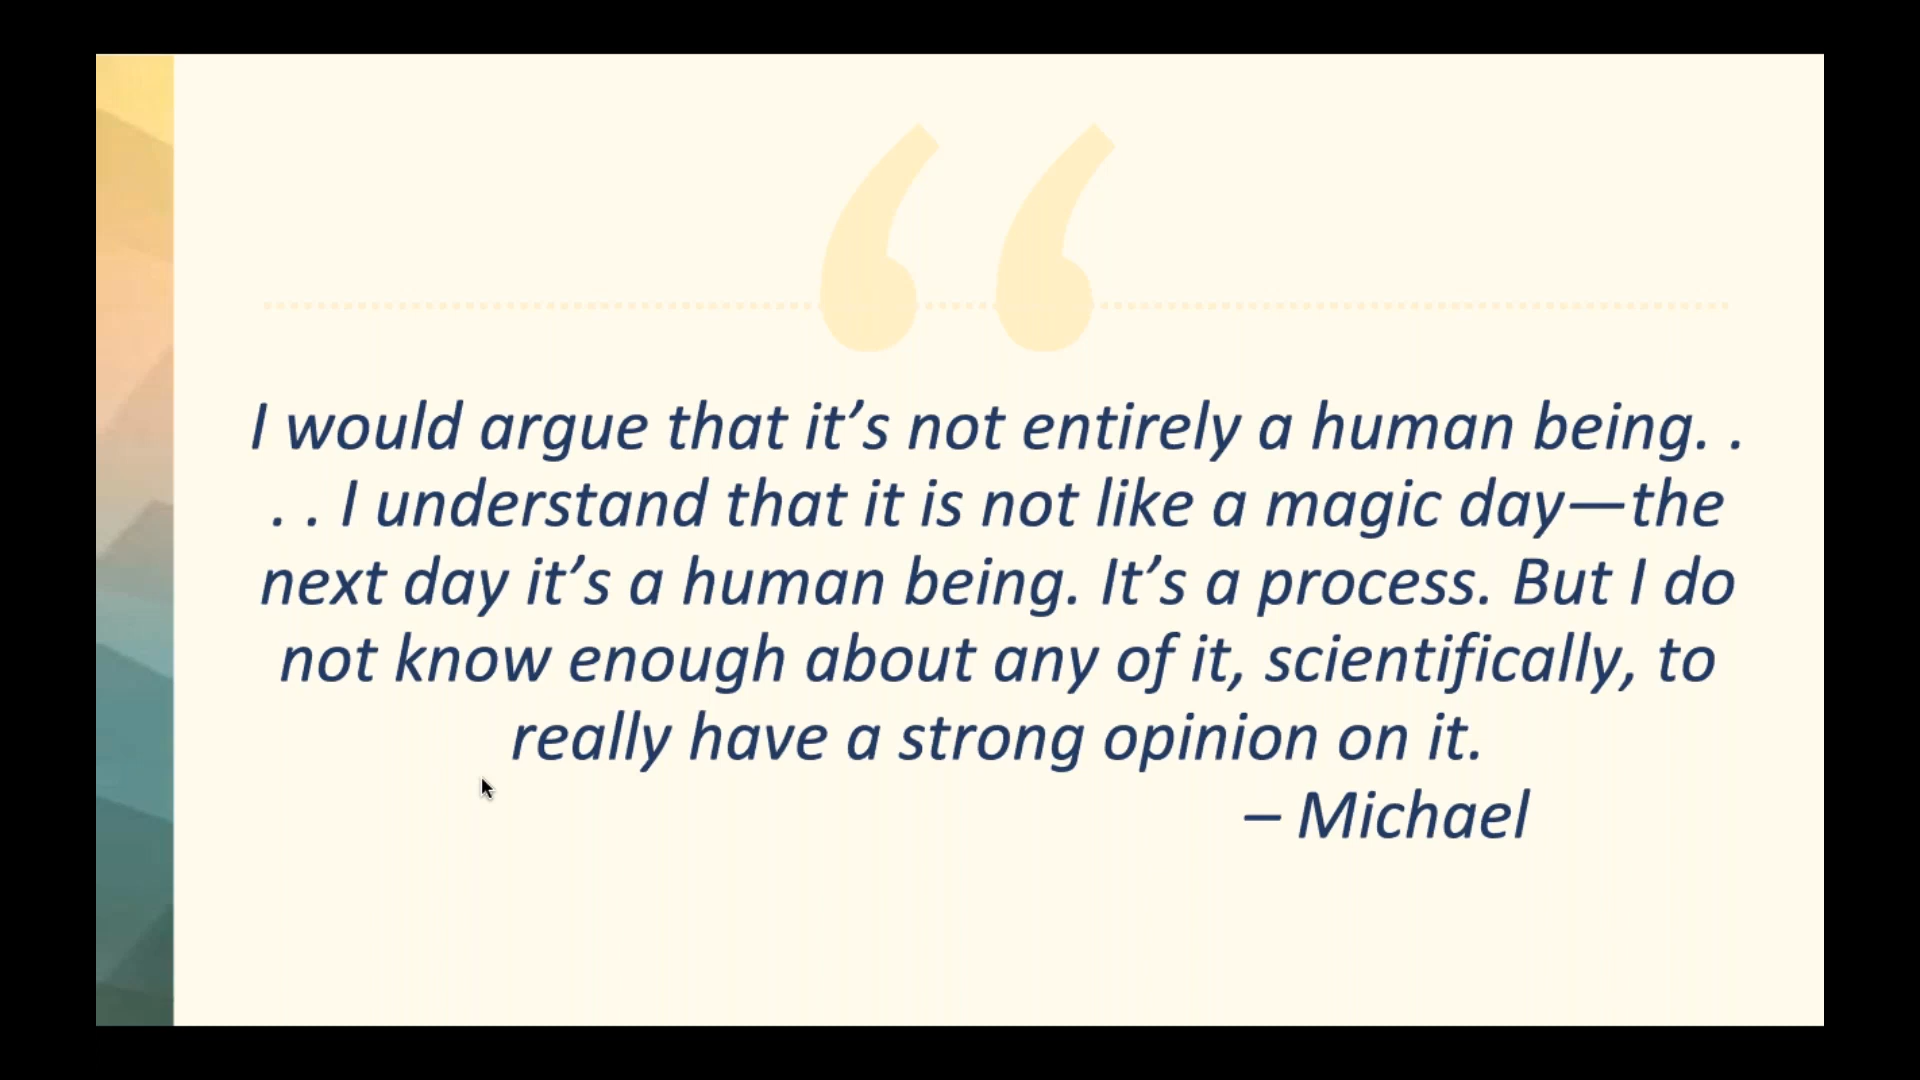 I would argue that it’s not entirely a human being. .
. . I understand that it is not like a magic day—the
next day it’s a human being. It’s a process. But I do
not know enough about any of it, scientifically, to
really have a strong opinion on it.
– Michael